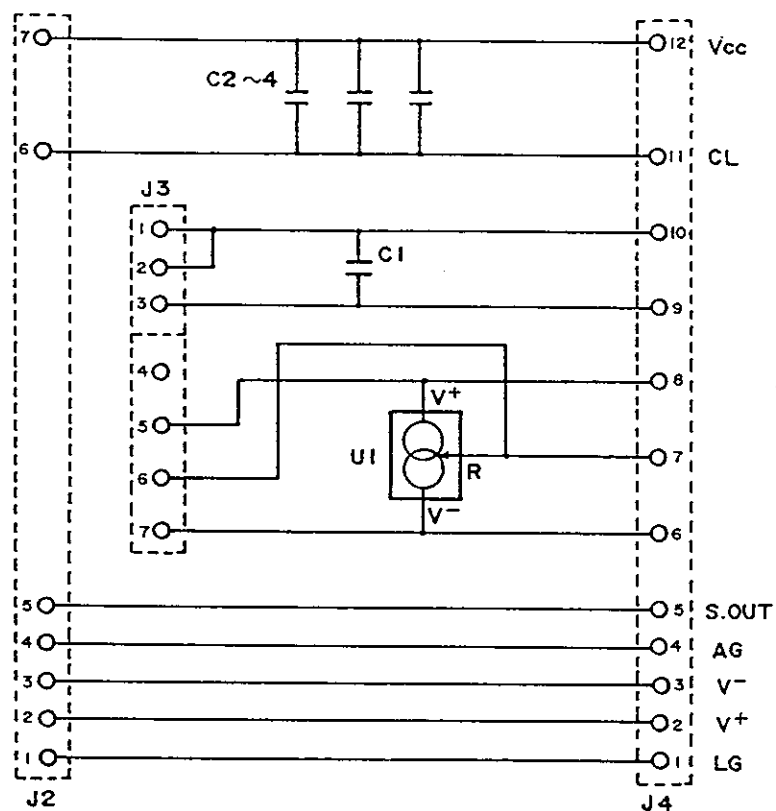 7 12 Vcc
C2~4
6 11 CL
J3
1 10
2 C1
3 9
4 8
V+
5
U1 R 7
6
V-
7 6
5 5 S.OUT
4 4 AG
3 3 V-
2 2 V+
1 1 LG
J2 J4